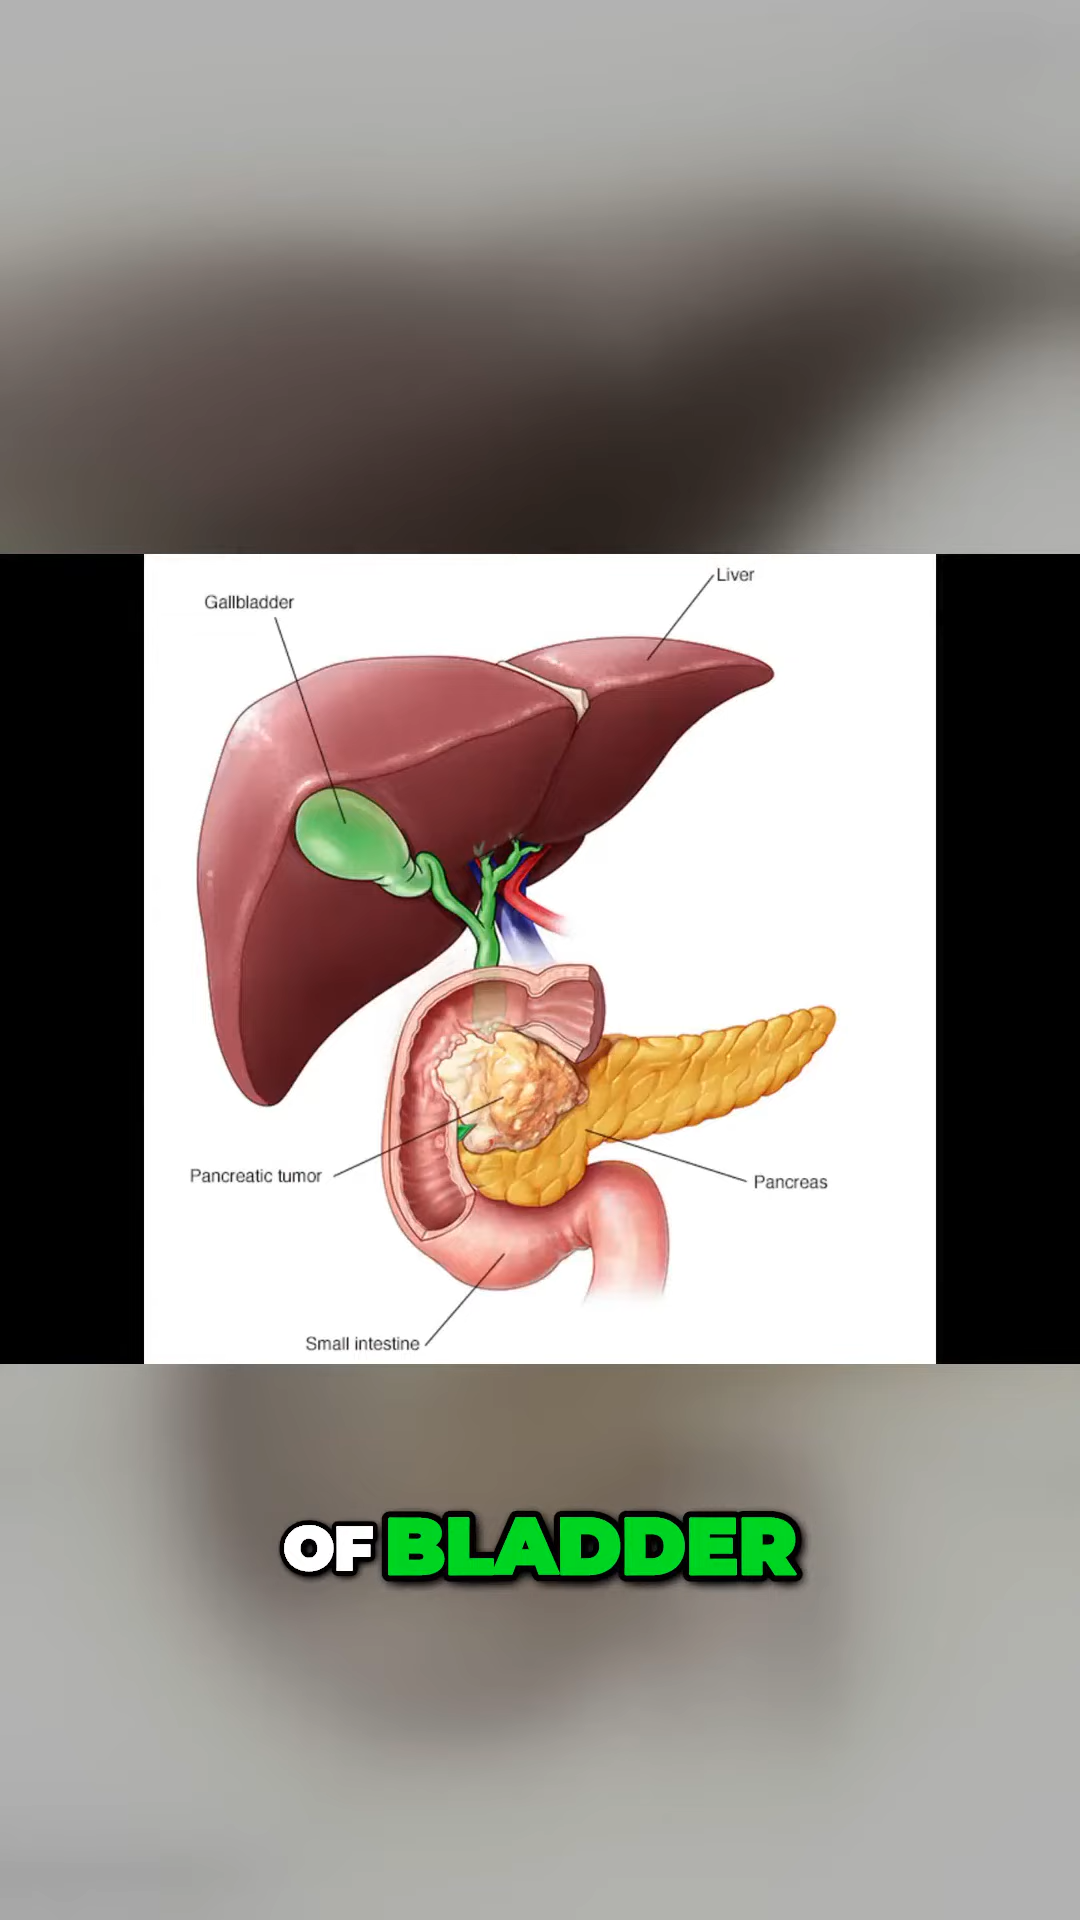 Liver
Gallbladder
Pancreatic tumor
Pancreas
Small intestine
OF BLADDER